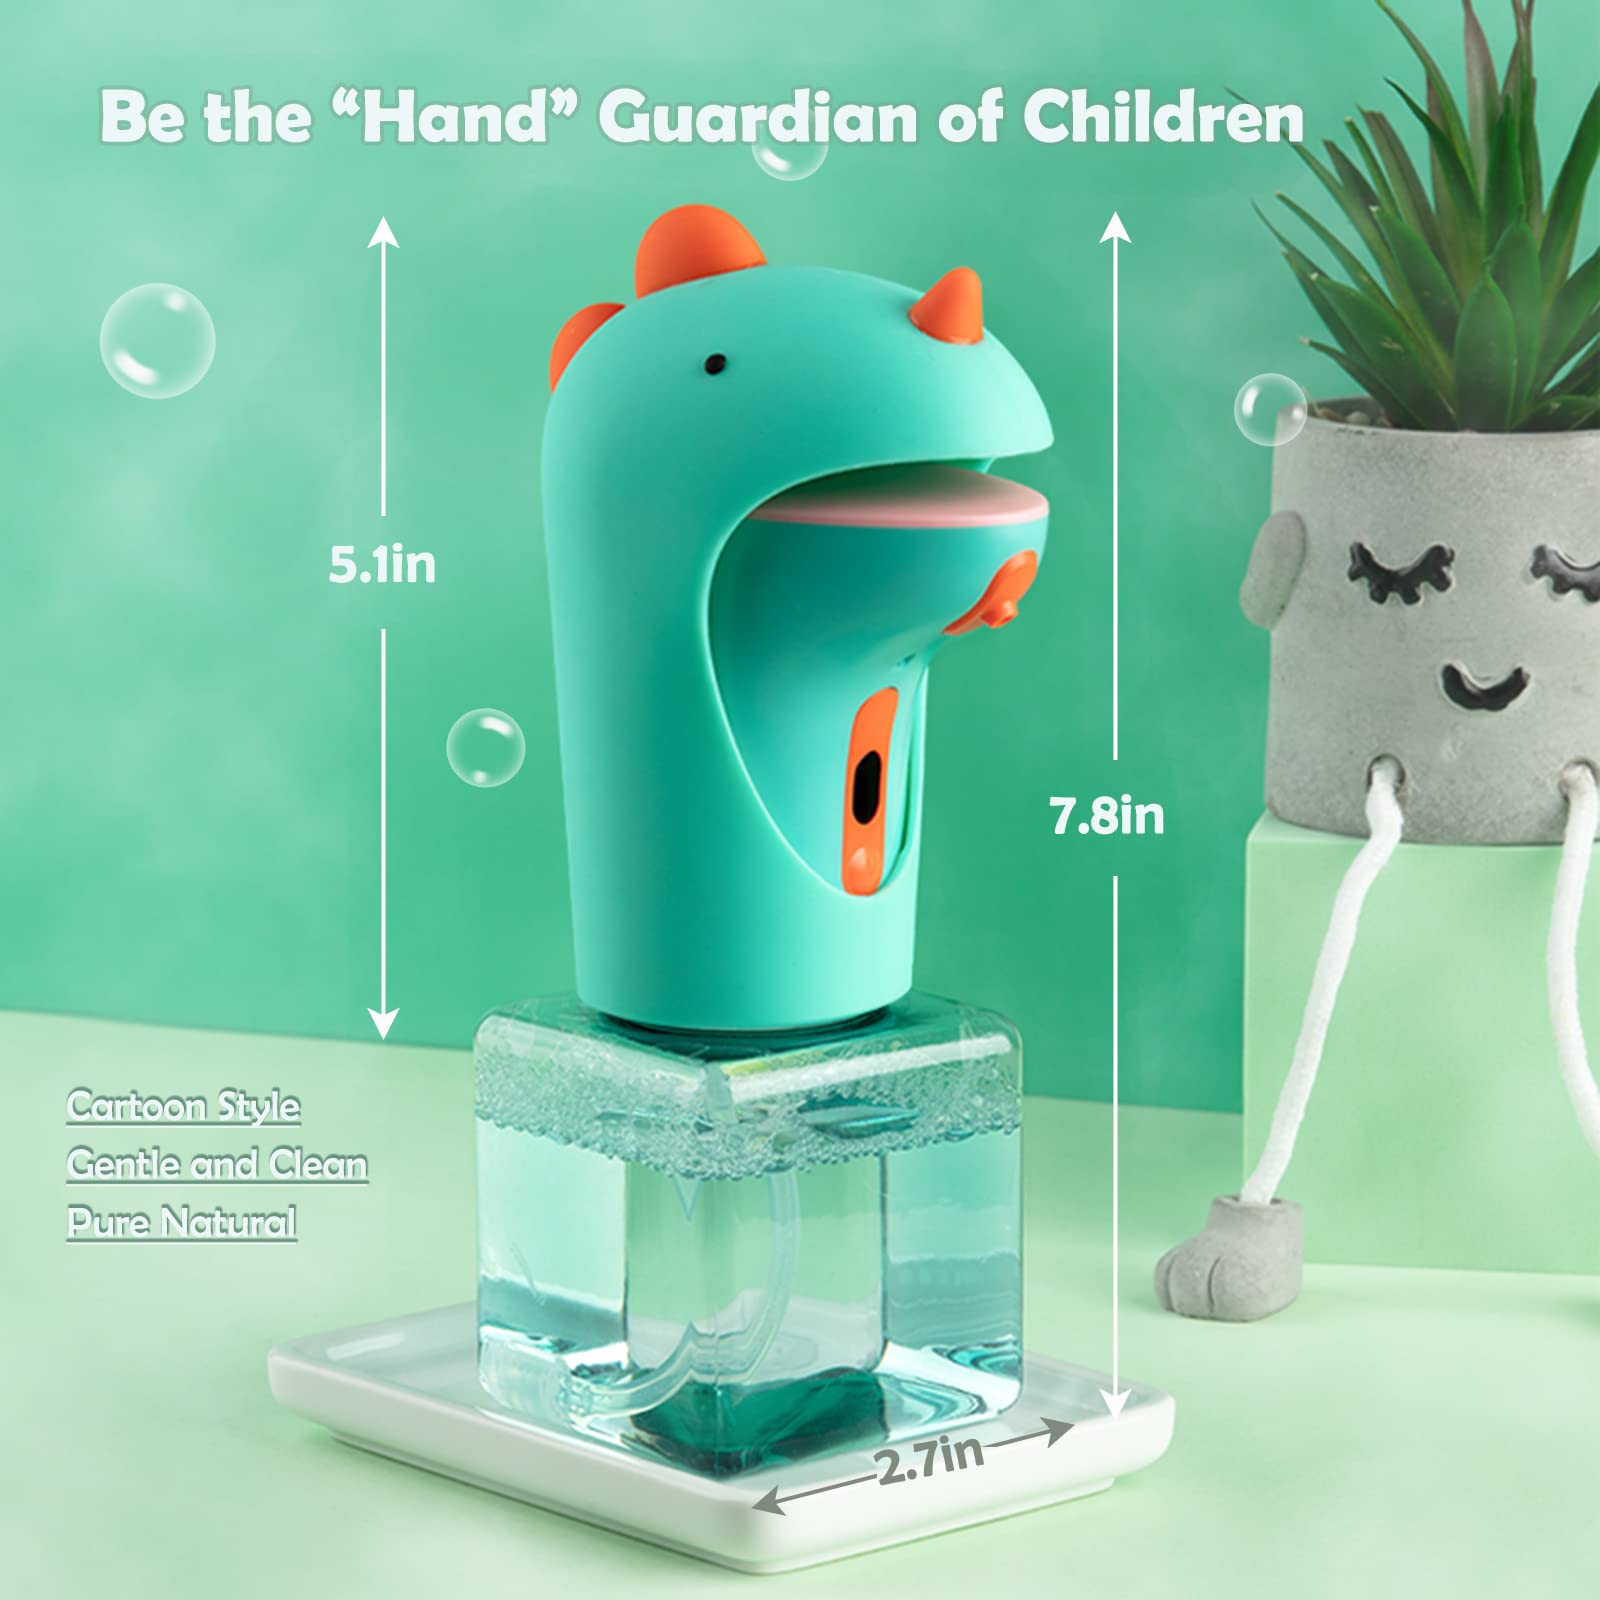 Be the “Hand” Guardian of Children
5.1in
7.8in
Cartoon Style
Gentle and Clean
Pure Natural
2.7in